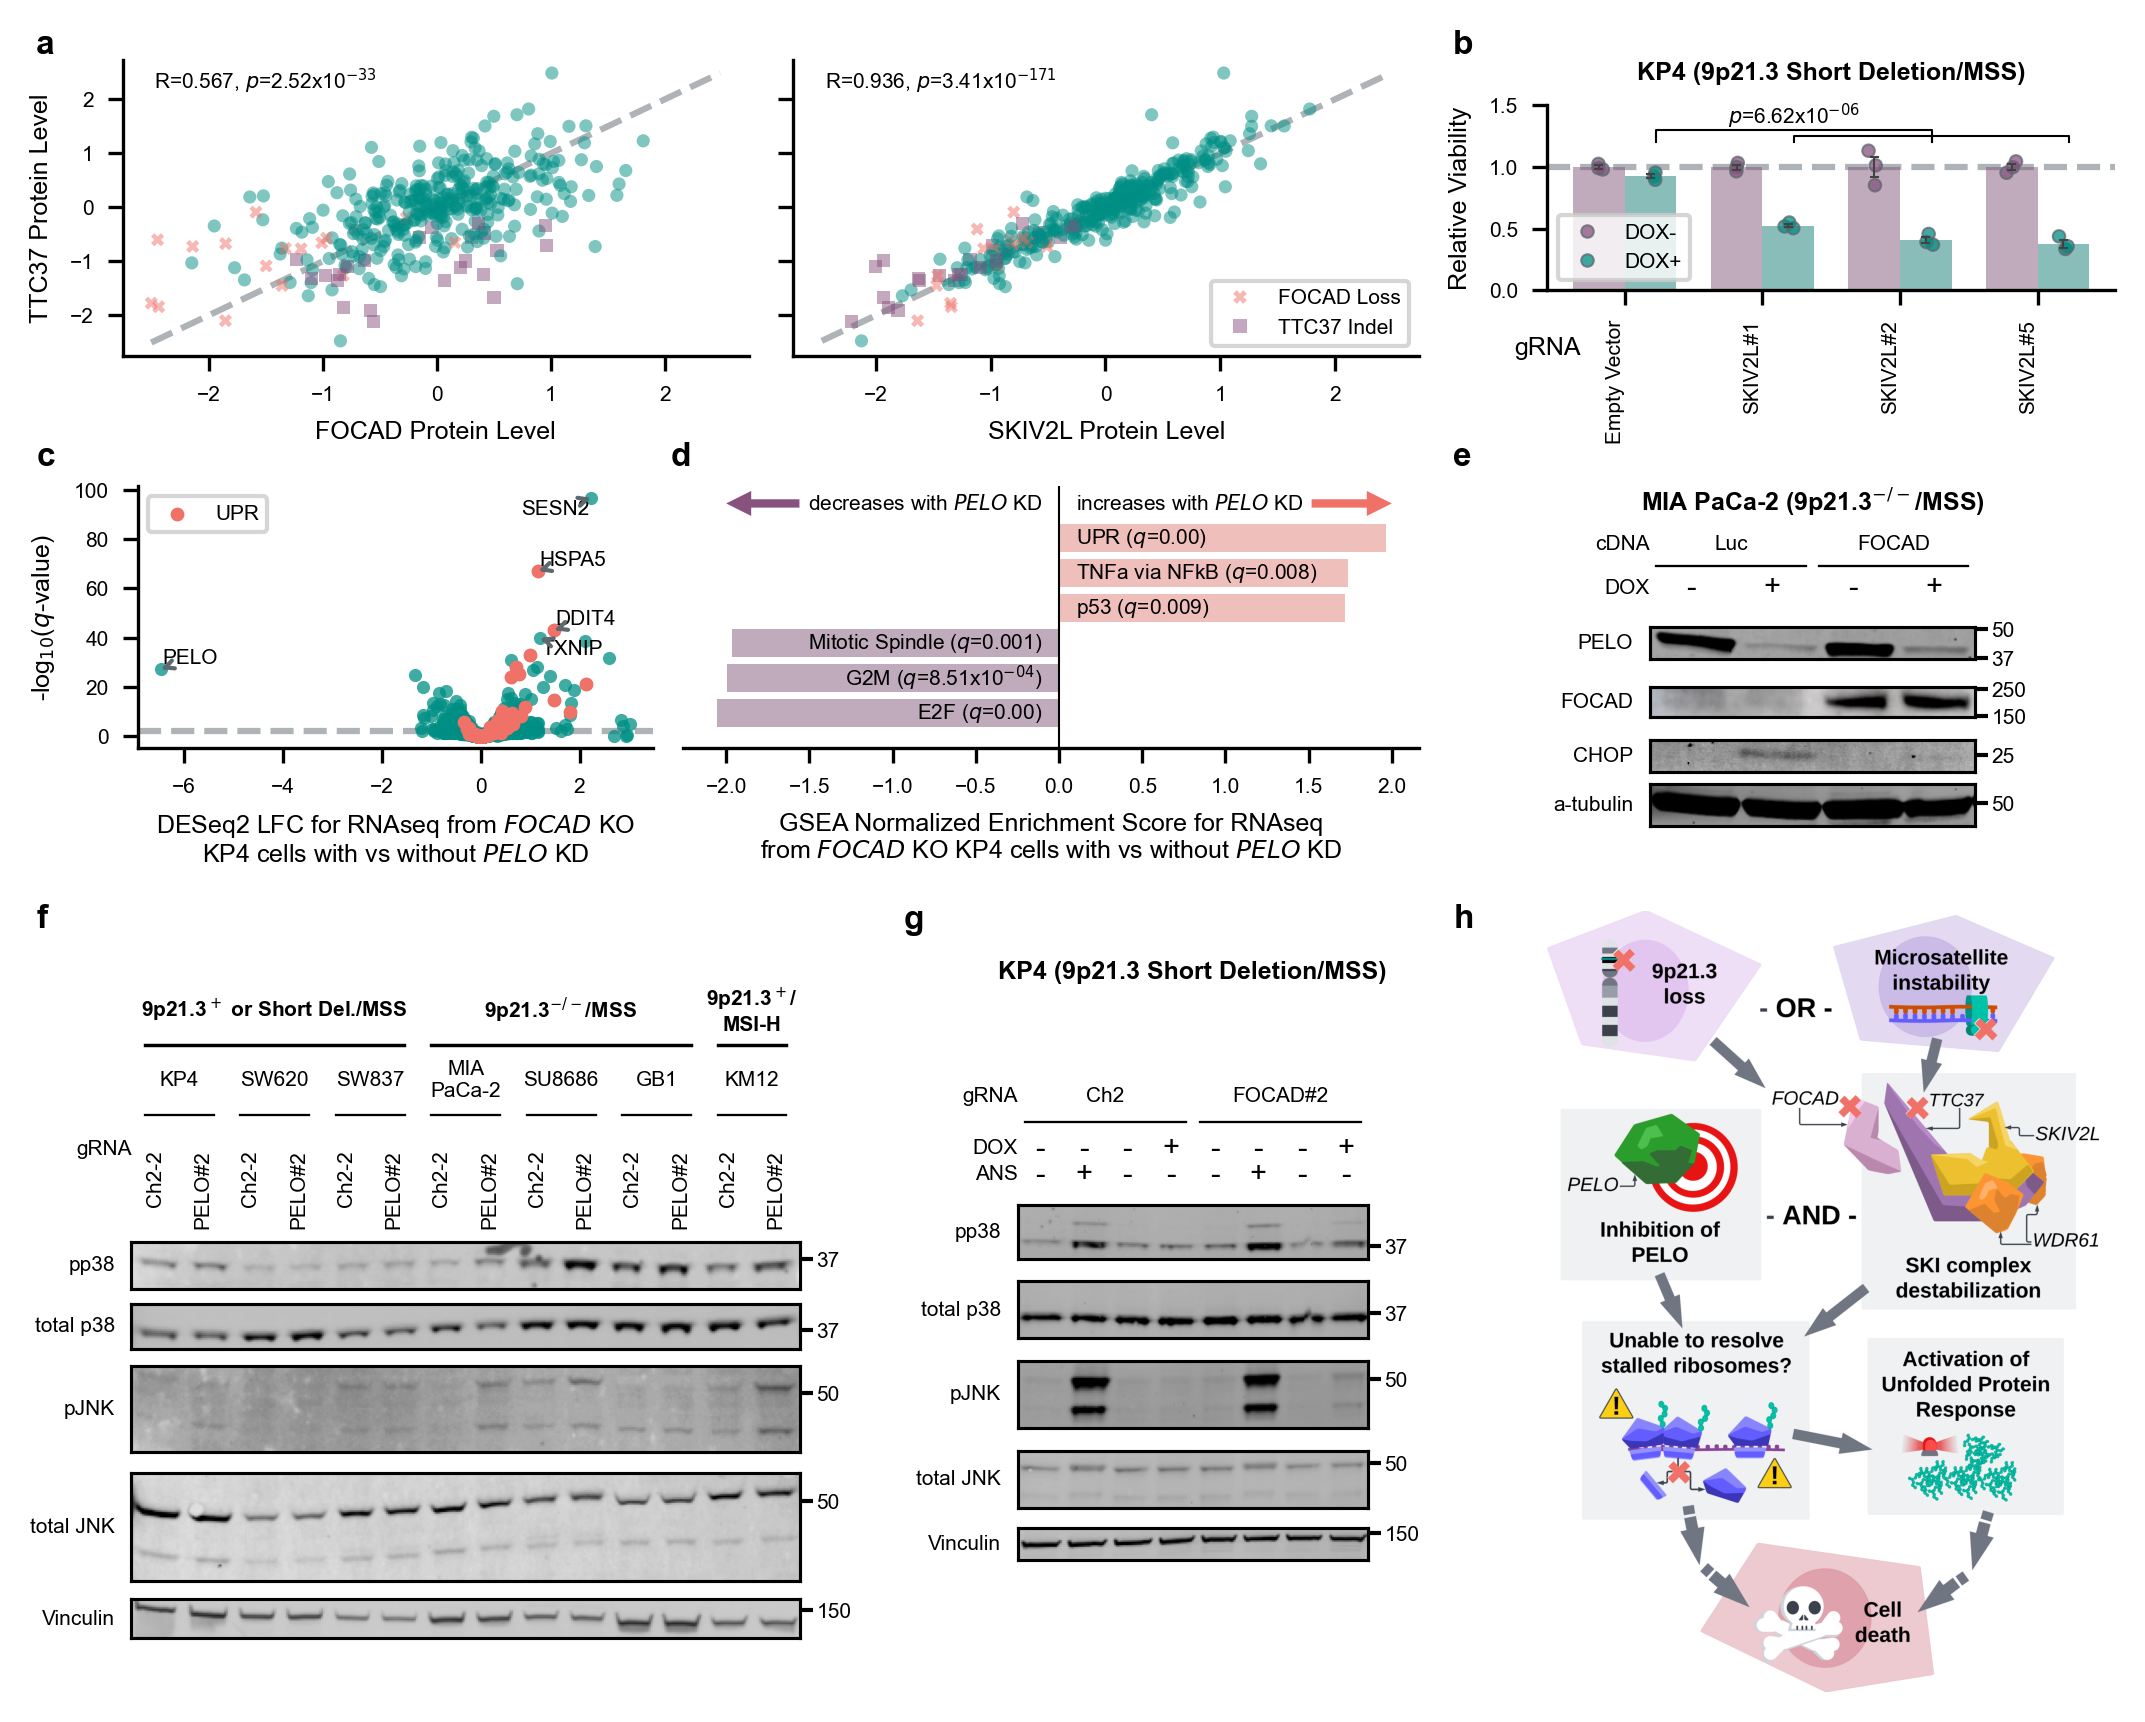 a
R=0.567, p=2.52x10−33
R=0.936, p=3.41x10−171
TTC37 Protein Level
2
1
0
−1
−2
−2
−1
0
1
2
FOCAD Protein Level
−2
−1
0
1
2
SKIV2L Protein Level
FOCAD Loss
TTC37 Indel
b
KP4 (9p21.3 Short Deletion/MSS)
Relative Viability
1.5
1.0
0.5
0.0
p=6.62x10−06
DOX-
DOX+
gRNA
Empty Vector
SKIV2L#1
SKIV2L#2
SKIV2L#5
c
-log10(q-value)
100
80
60
40
20
0
UPR
SESN2
HSPA5
DDIT4
TXNIP
PELO
−6
−4
−2
0
2
DESeq2 LFC for RNAseq from FOCAD KO
KP4 cells with vs without PELO KD
d
decreases with PELO KD
increases with PELO KD
UPR (q=0.00)
TNFa via NFkB (q=0.008)
p53 (q=0.009)
Mitotic Spindle (q=0.001)
G2M (q=8.51x10−04)
E2F (q=0.00)
−2.0
−1.5
−1.0
−0.5
0.0
0.5
1.0
1.5
2.0
GSEA Normalized Enrichment Score for RNAseq
from FOCAD KO KP4 cells with vs without PELO KD
e
MIA PaCa-2 (9p21.3−/−/MSS)
cDNA Luc FOCAD
DOX - + - +
PELO 50
37
FOCAD 250
150
CHOP 25
a-tubulin 50
f
9p21.3+ or Short Del./MSS
9p21.3−/−/MSS
9p21.3+/
MSI-H
KP4 SW620 SW837 MIA PaCa-2 SU8686 GB1 KM12
gRNA
Ch2-2 PELO#2 Ch2-2 PELO#2 Ch2-2 PELO#2 Ch2-2 PELO#2 Ch2-2 PELO#2 Ch2-2 PELO#2 Ch2-2 PELO#2
pp38 37
total p38 37
pJNK 50
total JNK 50
Vinculin 150
g
KP4 (9p21.3 Short Deletion/MSS)
gRNA Ch2 FOCAD#2
DOX - - - + - - - +
ANS - + - - - + - -
pp38 37
total p38 37
pJNK 50
total JNK 50
Vinculin 150
h
9p21.3
loss
- OR -
Microsatellite
instability
FOCAD
TTC37
SKIV2L
WDR61
PELO
Inhibition of
PELO
- AND -
SKI complex
destabilization
Unable to resolve
stalled ribosomes?
!
!
Activation of
Unfolded Protein
Response
Cell
death